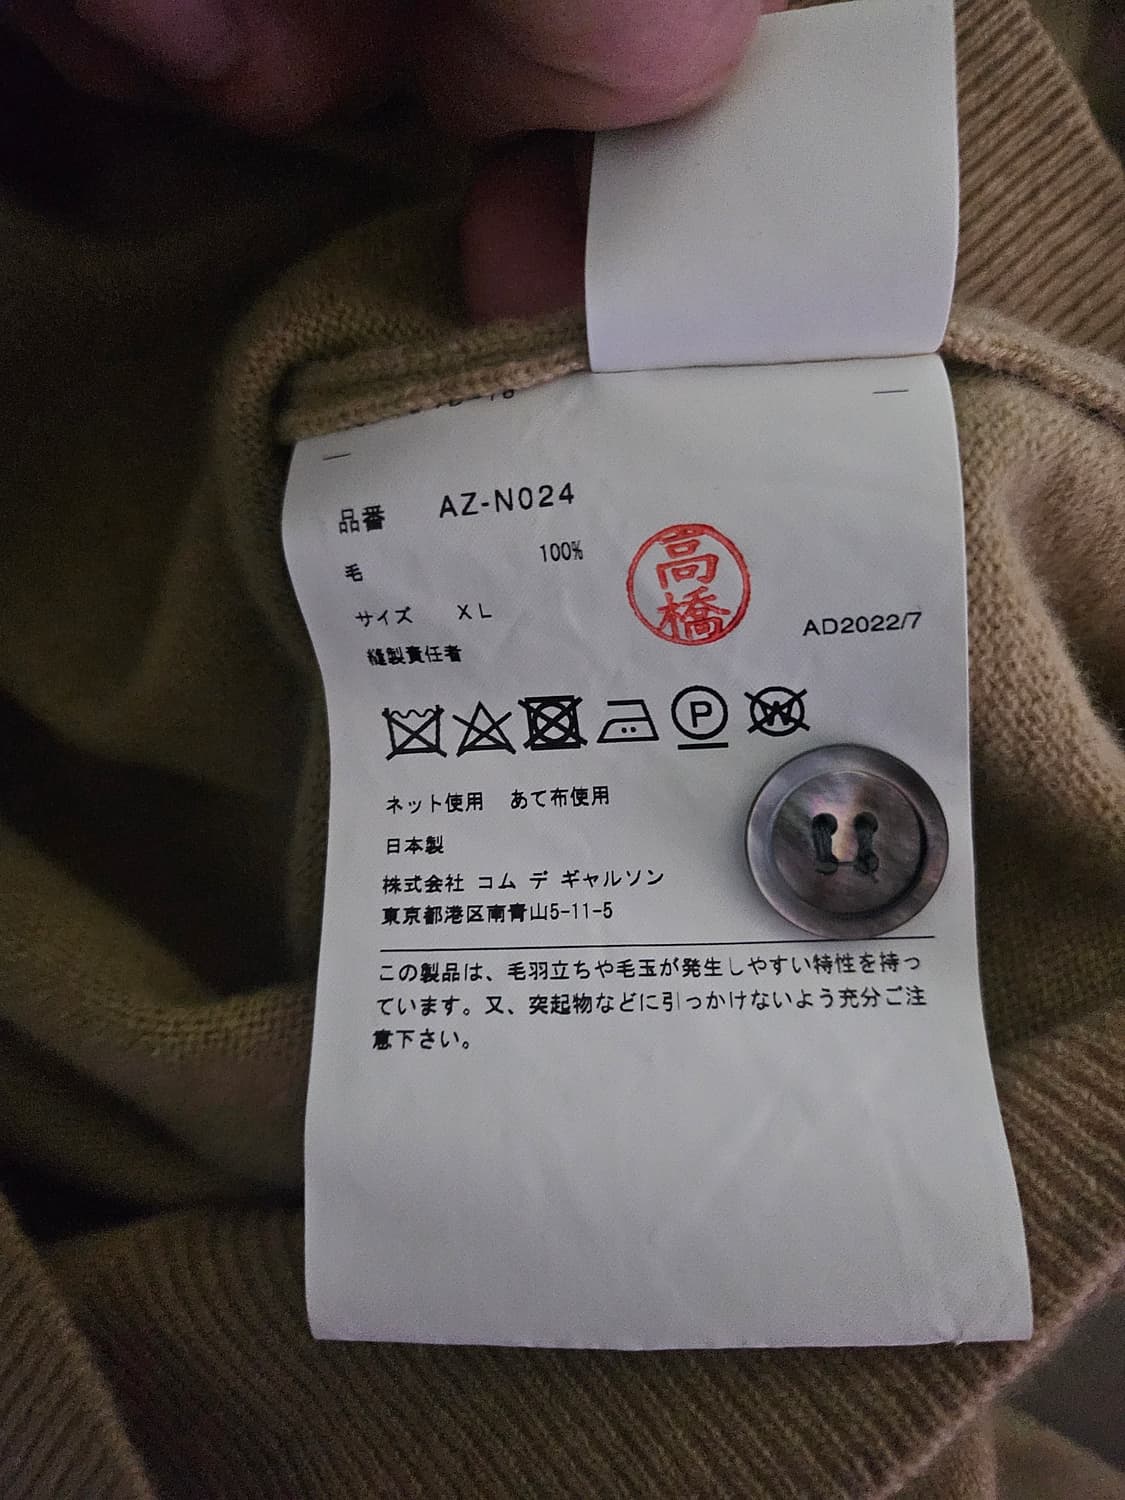 品番 AZ-N024
毛 100%
サイズ XL
縫製責任者
高橋
AD2022/7
P
W
ネット使用 あて布使用
日本製
株式会社 コム デ ギャルソン
東京都港区南青山5-11-5
この製品は、毛羽立ちや毛玉が発生しやすい特性を持っ
ています。又、突起物などに引っかけないよう充分ご注
意下さい。